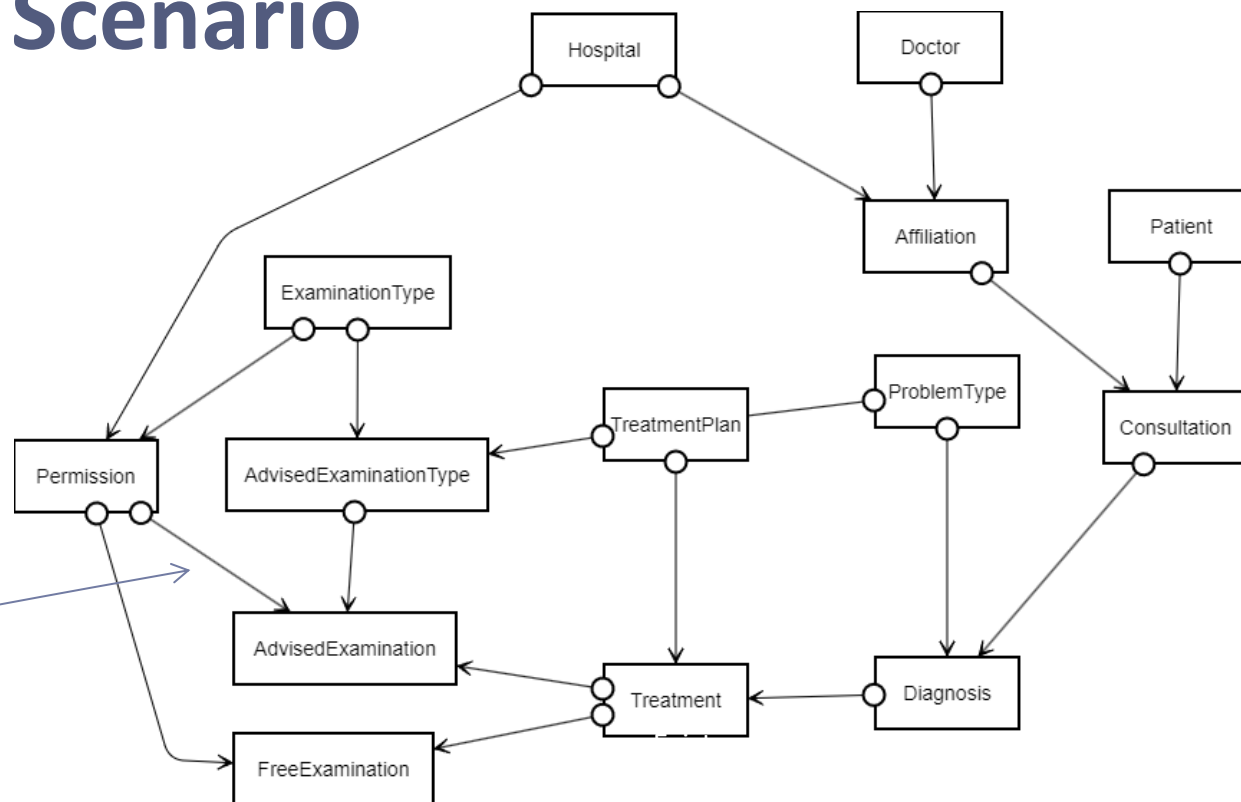 Scenario
Hospital
Doctor
Affiliation
Patient
ExaminationType
ProblemType
TreatmentPlan
Consultation
Permission
AdvisedExaminationType
AdvisedExamination
Treatment
Diagnosis
FreeExamination